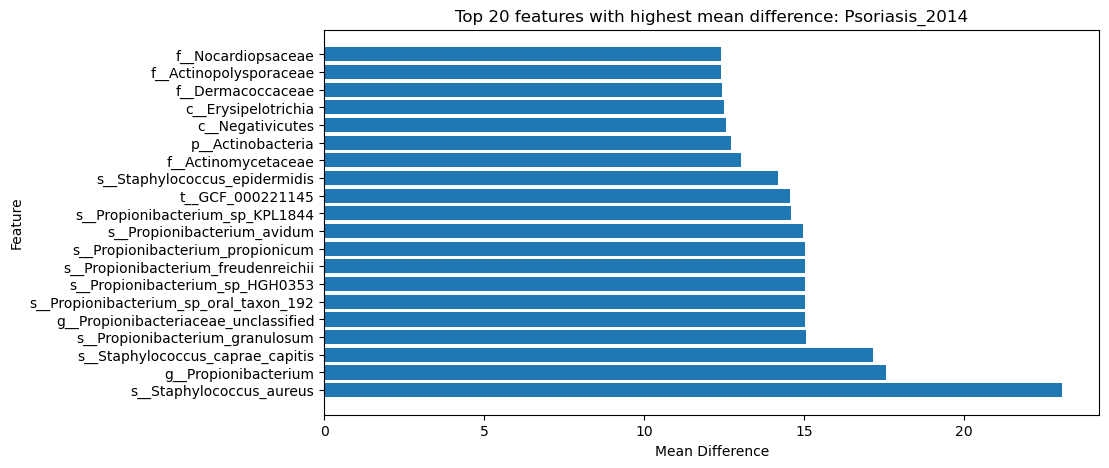 Top 20 features with highest mean difference: Psoriasis_2014
Feature
f__Nocardiopsaceae
f__Actinopolysporaceae
f__Dermacoccaceae
c__Erysipelotrichia
c__Negativicutes
p__Actinobacteria
f__Actinomycetaceae
s__Staphylococcus_epidermidis
t__GCF_000221145
s__Propionibacterium_sp_KPL1844
s__Propionibacterium_avidum
s__Propionibacterium_propionicum
s__Propionibacterium_freudenreichii
s__Propionibacterium_sp_HGH0353
s__Propionibacterium_sp_oral_taxon_192
g__Propionibacteriaceae_unclassified
s__Propionibacterium_granulosum
s__Staphylococcus_caprae_capitis
g__Propionibacterium
s__Staphylococcus_aureus
0 5 10 15 20
Mean Difference